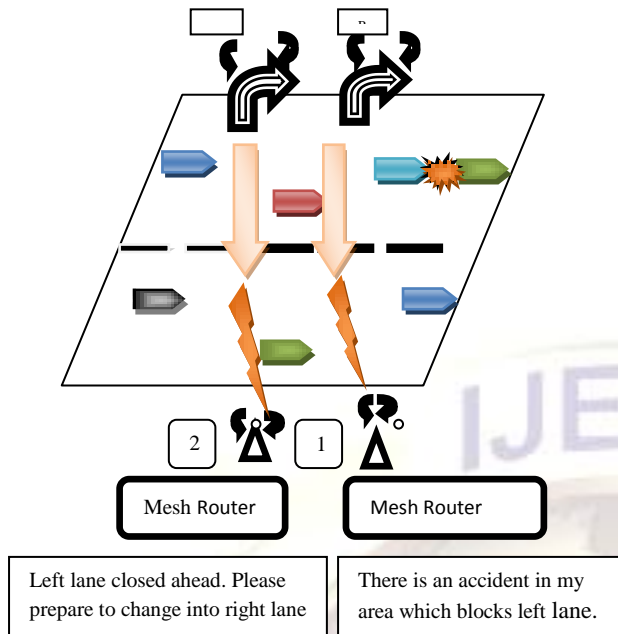 IJE
2
1
Mesh Router
Mesh Router
Left lane closed ahead. Please
prepare to change into right lane
There is an accident in my
area which blocks left lane.